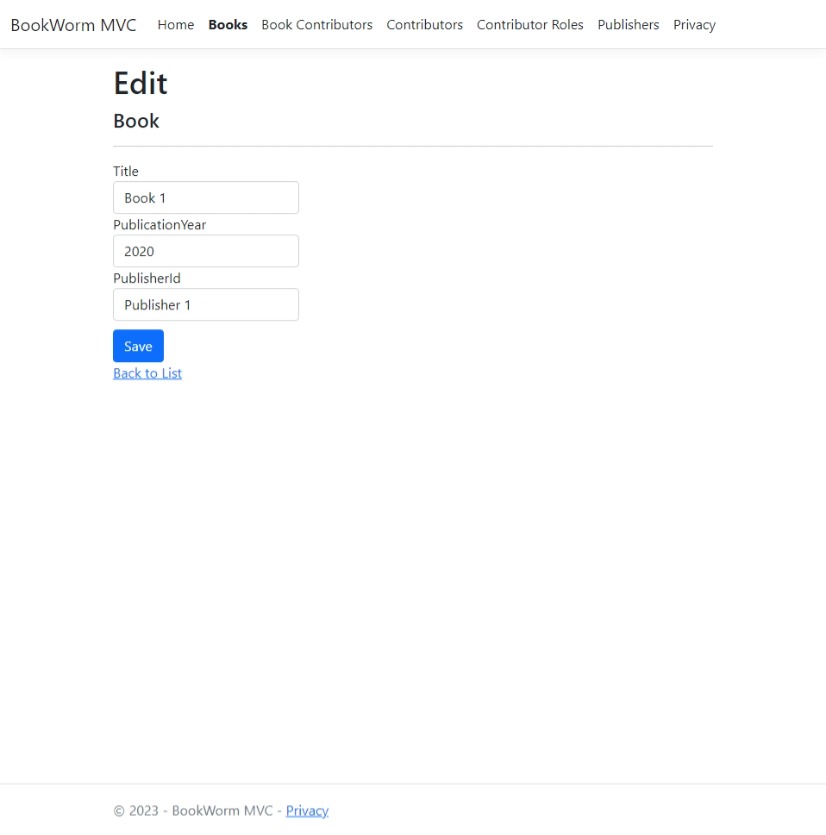 BookWorm MVC Home Books Book Contributors Contributors Contributor Roles Publishers Privacy
Edit
Book
Title
Book 1
PublicationYear
2020
PublisherId
Publisher 1
Save
Back to List
© 2023 - BookWorm MVC - Privacy